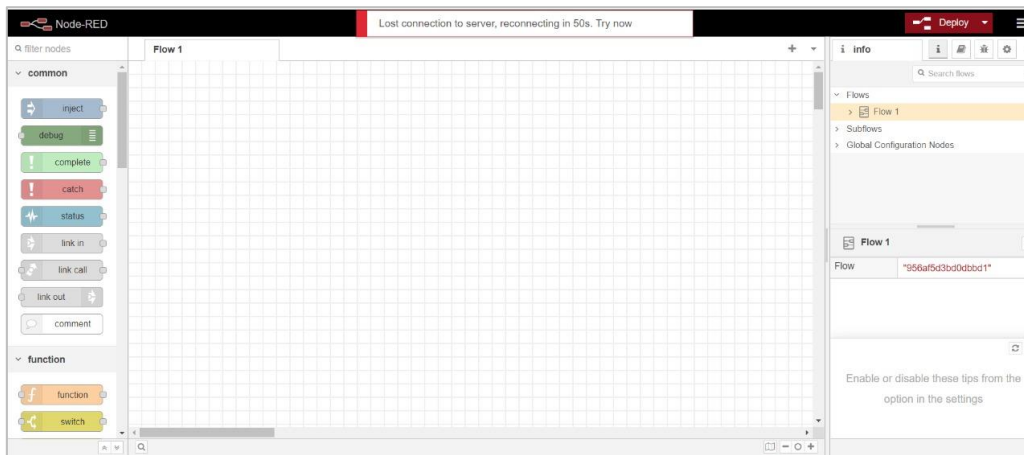 Node-RED
Lost connection to server, reconnecting in 50s. Try now
Deploy
filter nodes
common
inject
debug
complete
catch
status
link in
link call
link out
comment
function
function
switch
Flow 1
i info
i
Search flows
Flows
Flow 1
Subflows
Global Configuration Nodes
Flow 1
Flow "956af5d3bd0dbbd1"
Enable or disable these tips from the
option in the settings